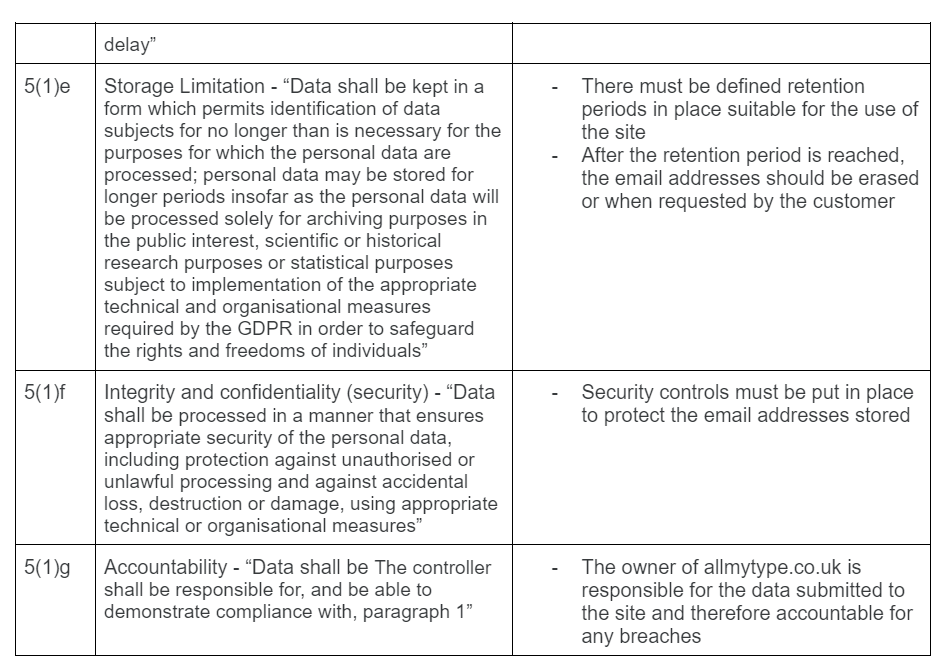 delay”
5(1)e
Storage Limitation - “Data shall be kept in a
form which permits identification of data
subjects for no longer than is necessary for the
purposes for which the personal data are
processed; personal data may be stored for
longer periods insofar as the personal data will
be processed solely for archiving purposes in
the public interest, scientific or historical
research purposes or statistical purposes
subject to implementation of the appropriate
technical and organisational measures
required by the GDPR in order to safeguard
the rights and freedoms of individuals”
- There must be defined retention
periods in place suitable for the use of
the site
- After the retention period is reached,
the email addresses should be erased
or when requested by the customer
5(1)f
Integrity and confidentiality (security) - “Data
shall be processed in a manner that ensures
appropriate security of the personal data,
including protection against unauthorised or
unlawful processing and against accidental
loss, destruction or damage, using appropriate
technical or organisational measures”
- Security controls must be put in place
to protect the email addresses stored
5(1)g
Accountability - “Data shall be The controller
shall be responsible for, and be able to
demonstrate compliance with, paragraph 1”
- The owner of allmytype.co.uk is
responsible for the data submitted to
the site and therefore accountable for
any breaches